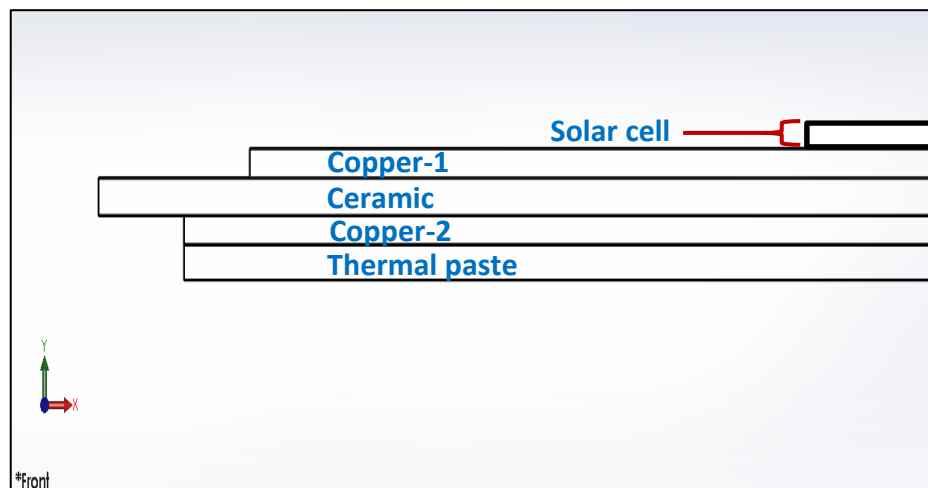 Solar cell
Copper-1
Ceramic
Copper-2
Thermal paste
Y
X
*Front